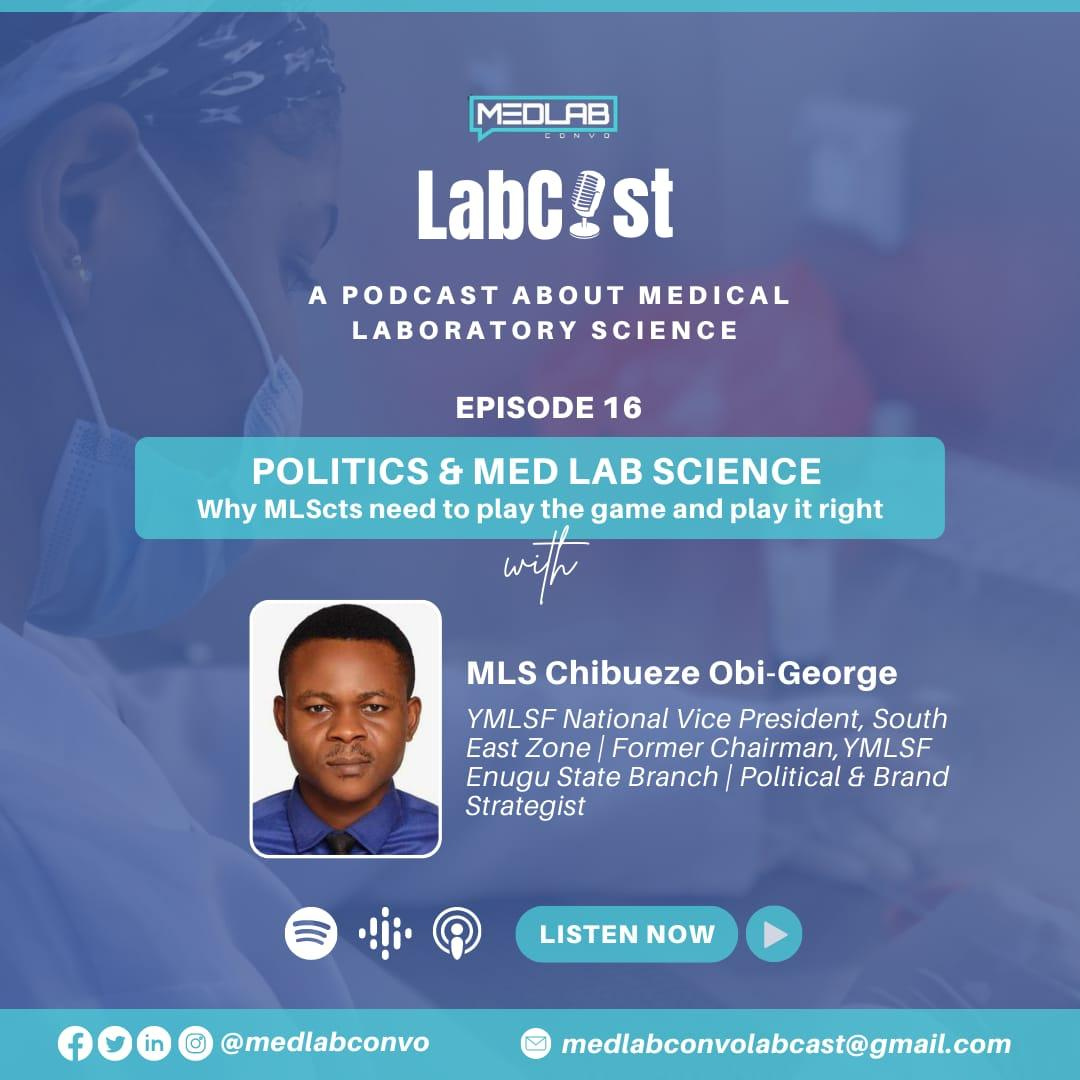 MEDLAB
CONVO
LabC st
A PODCAST ABOUT MEDICAL
LABORATORY SCIENCE
EPISODE 16
POLITICS & MED LAB SCIENCE
Why MLScts need to play the game and play it right
with
MLS Chibueze Obi-George
YMLSF National Vice President, South
East Zone | Former Chairman,YMLSF
Enugu State Branch | Political & Brand
Strategist
LISTEN NOW
@medlabconvo
medlabconvolabcast@gmail.com